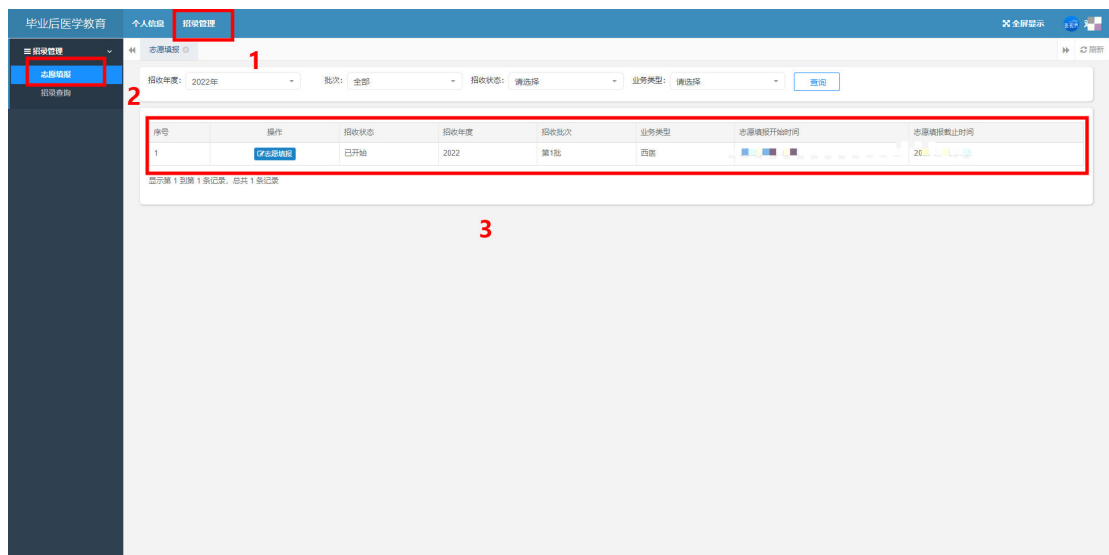 毕业后医学教育 个人信息 招录管理 全屏显示
招录管理 志愿填报 刷新
1
志愿填报
2
招录查询
招收年度: 2022年 批次: 全部 招收状态: 请选择 业务类型: 请选择 查询
序号 操作 招收状态 招收年度 招收批次 业务类型 志愿填报开始时间 志愿填报截止时间
1 志愿填报 已开始 2022 第1批 西医 20
显示第 1 到第 1 条记录，总共 1 条记录
3